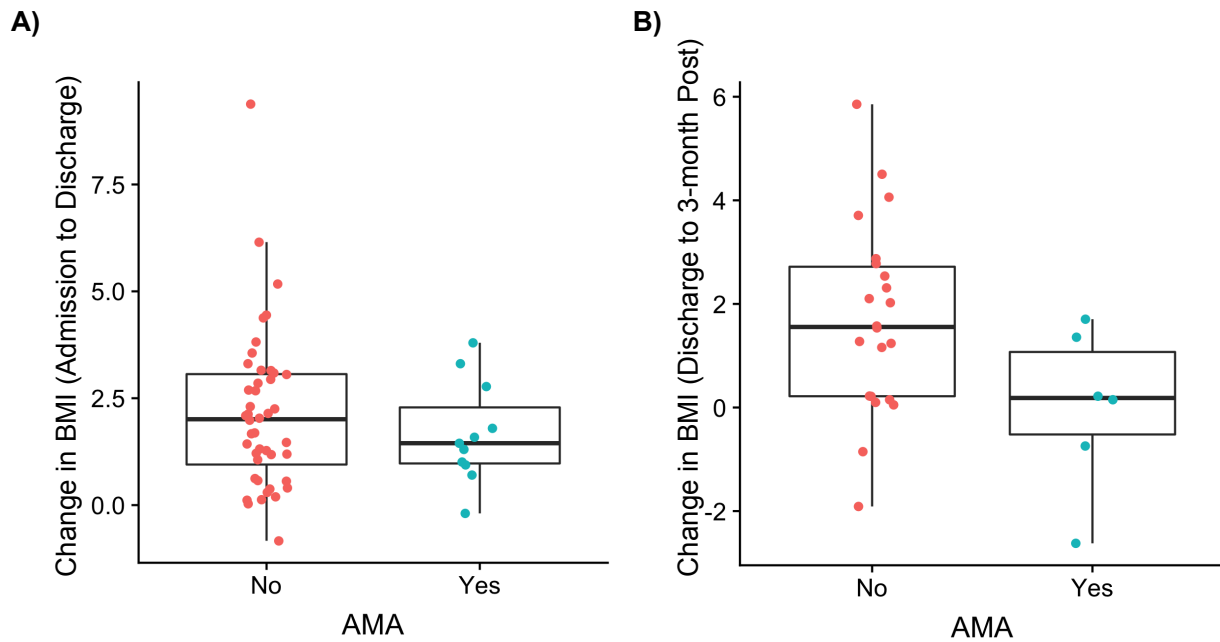 A)
Change in BMI (Admission to Discharge)
7.5
5.0
2.5
0.0
No
Yes
AMA
B)
Change in BMI (Discharge to 3-month Post)
6
4
2
0
-2
No
Yes
AMA